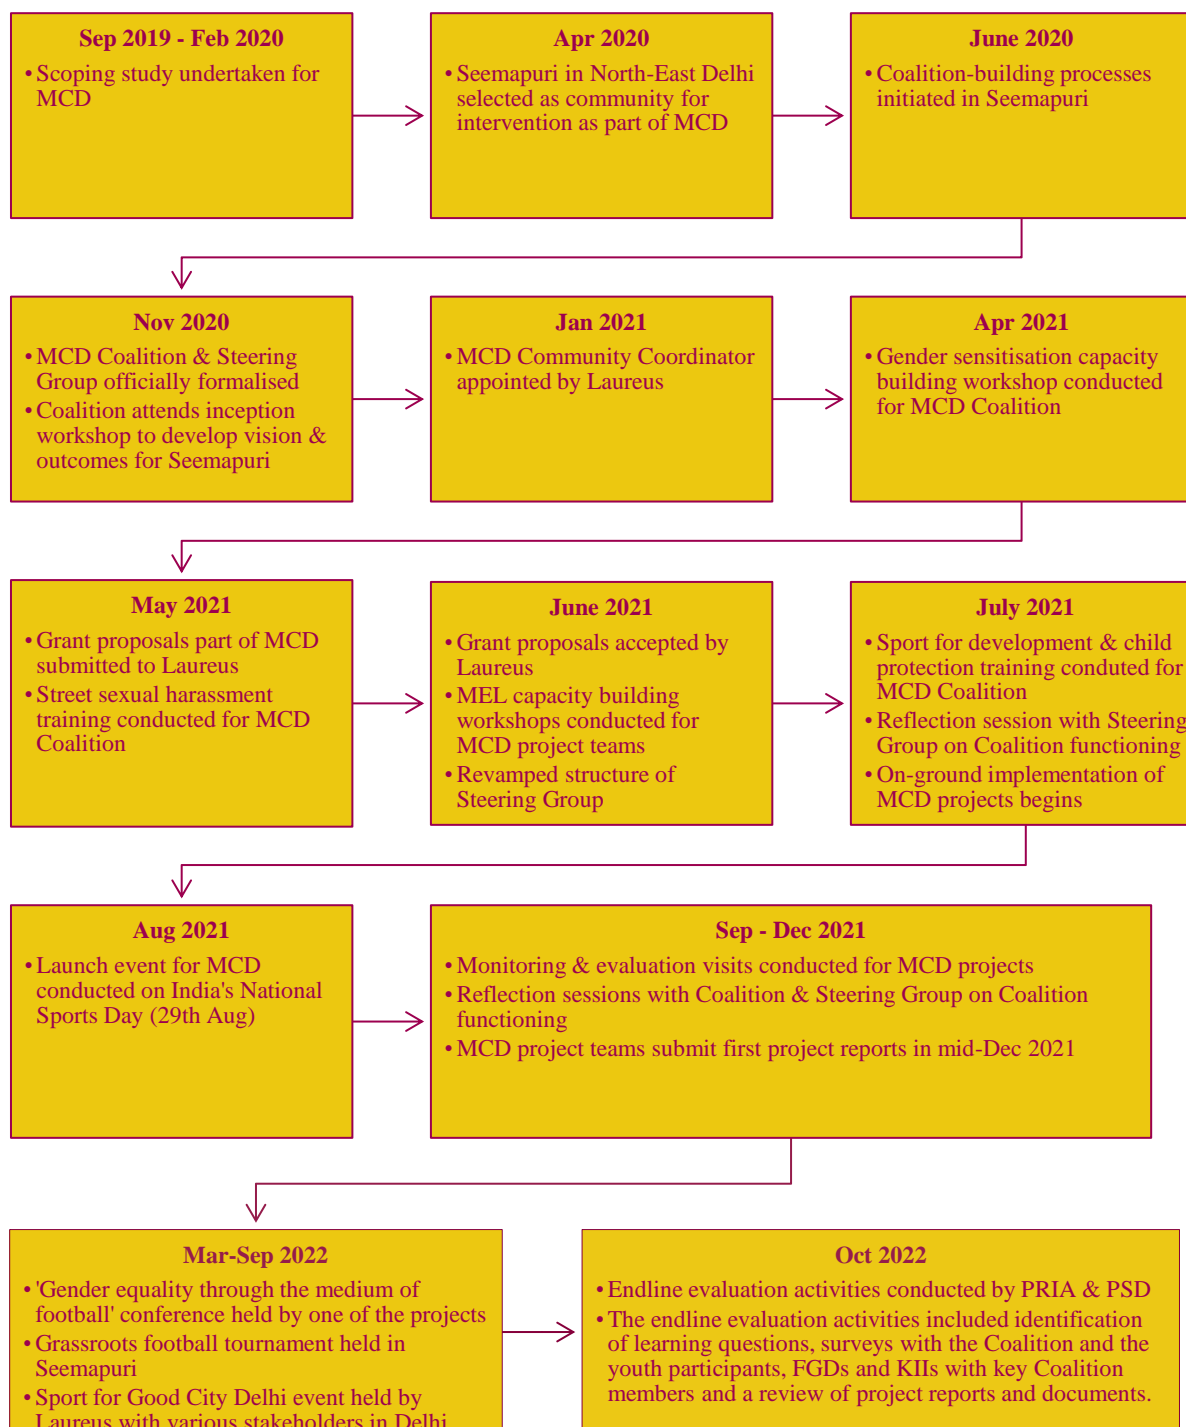 Sep 2019 - Feb 2020
• Scoping study undertaken for
MCD
Apr 2020
• Seemapuri in North-East Delhi
selected as community for
intervention as part of MCD
June 2020
• Coalition-building processes
initiated in Seemapuri
Nov 2020
• MCD Coalition & Steering
Group officially formalised
• Coalition attends inception
workshop to develop vision &
outcomes for Seemapuri
Jan 2021
• MCD Community Coordinator
appointed by Laureus
Apr 2021
• Gender sensitisation capacity
building workshop conducted
for MCD Coalition
May 2021
• Grant proposals part of MCD
submitted to Laureus
• Street sexual harassment
training conducted for MCD
Coalition
June 2021
• Grant proposals accepted by
Laureus
• MEL capacity building
workshops conducted for
MCD project teams
• Revamped structure of
Steering Group
July 2021
• Sport for development & child
protection training conduted for
MCD Coalition
• Reflection session with Steering
Group on Coalition functioning
• On-ground implementation of
MCD projects begins
Aug 2021
• Launch event for MCD
conducted on India's National
Sports Day (29th Aug)
Sep - Dec 2021
• Monitoring & evaluation visits conducted for MCD projects
• Reflection sessions with Coalition & Steering Group on Coalition
functioning
• MCD project teams submit first project reports in mid-Dec 2021
Mar-Sep 2022
• 'Gender equality through the medium of
football' conference held by one of the projects
• Grassroots football tournament held in
Seemapuri
• Sport for Good City Delhi event held by
Laureus with various stakeholders in Delhi
Oct 2022
• Endline evaluation activities conducted by PRIA & PSD
• The endline evaluation activities included identification
of learning questions, surveys with the Coalition and the
youth participants, FGDs and KIIs with key Coalition
members and a review of project reports and documents.